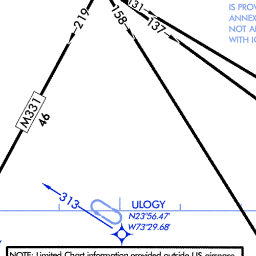 IS PROV
ANNEX
NOT A
WITH IC
131
137
158
219
M331
46
313
ULOGY
N23°56.47'
W73°29.68'
NOTE: Limited Chart information provided outside US airspace